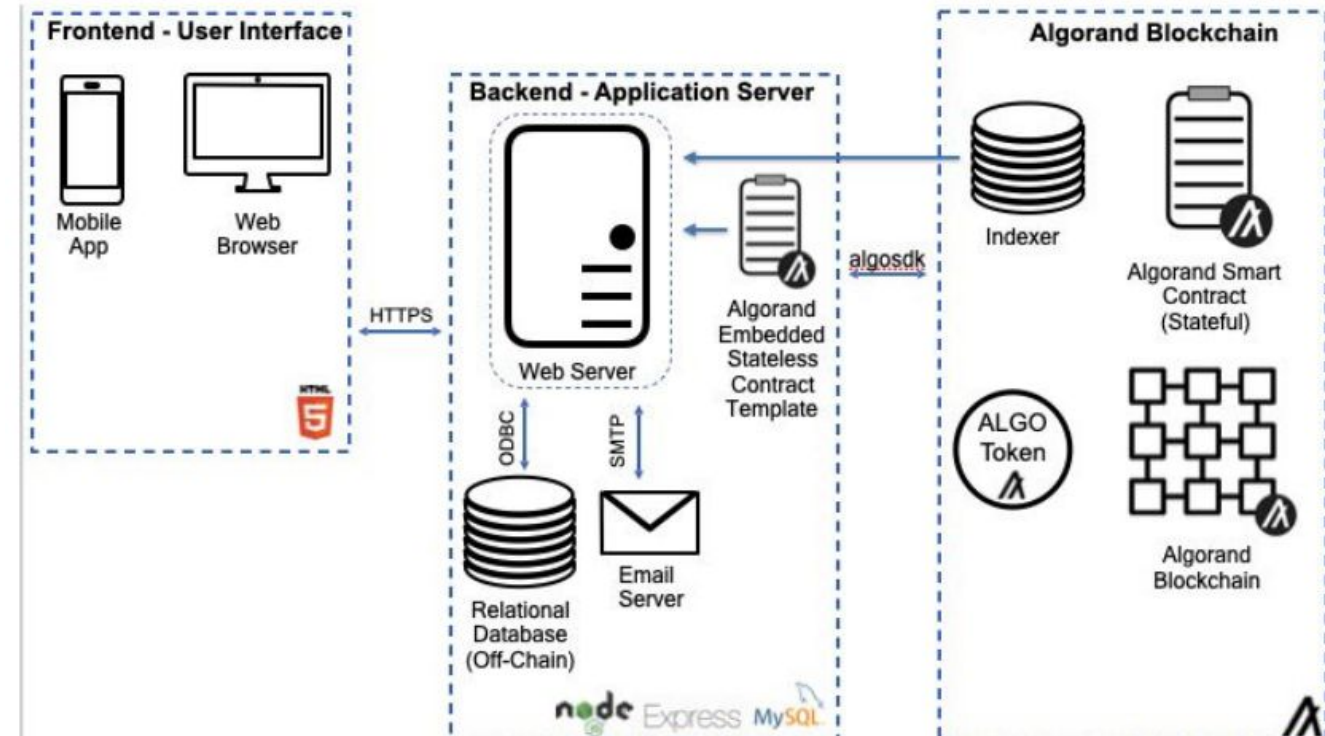 Frontend - User Interface
Mobile
App
Web
Browser
HTML
5
HTTPS
Backend - Application Server
Web Server
Algorand
Embedded
Stateless
Contract
Template
ODBC
SMTP
Relational
Database
(Off-Chain)
Email
Server
node
Express
MySQL
algosdk
Algorand Blockchain
Indexer
Algorand Smart
Contract
(Stateful)
ALGO
Token
Algorand
Blockchain